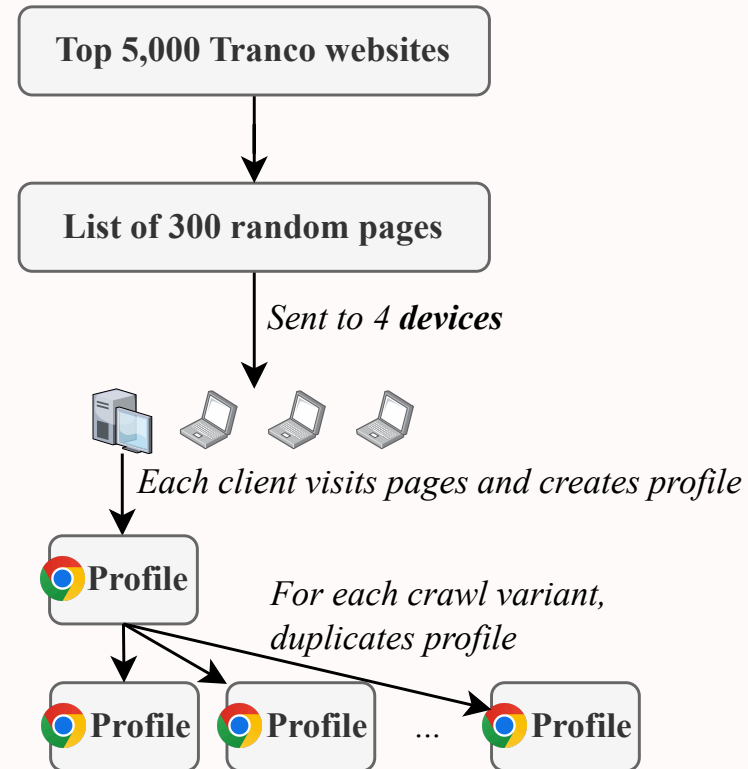 Top 5,000 Tranco websites
List of 300 random pages
Sent to 4 devices
Each client visits pages and creates profile
Profile
For each crawl variant,
duplicates profile
Profile
Profile
...
Profile